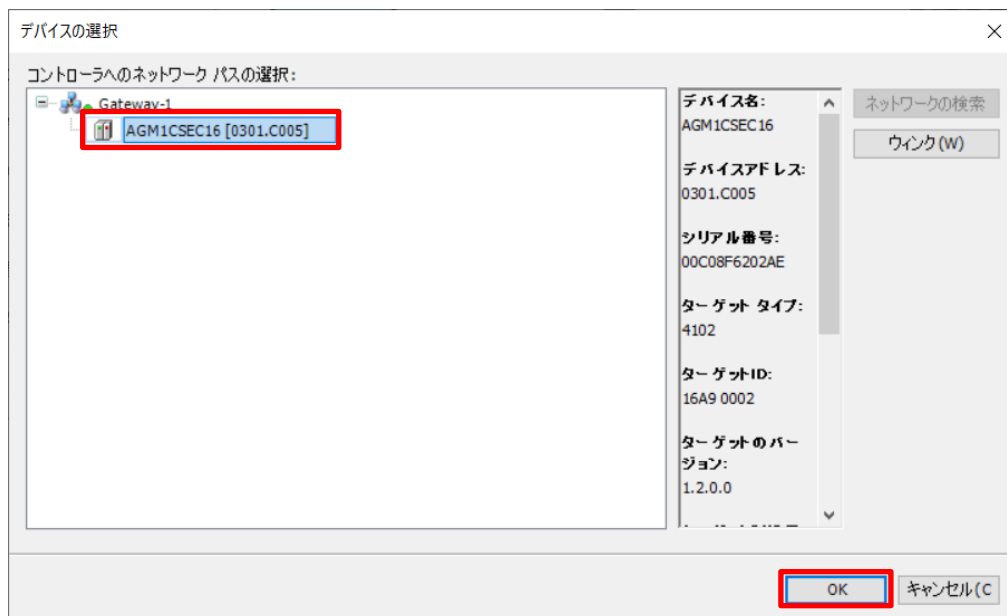 デバイスの選択
コントローラへのネットワーク パスの選択:
Gateway-1
AGM1CSEC16 [0301.C005]
デバイス名:
AGM1CSEC16
デバイスアドレス:
0301.C005
シリアル番号:
00C08F6202AE
ターゲット タイプ:
4102
ターゲットID:
16A9 0002
ターゲットのバー
ジョン:
1.2.0.0
ネットワークの検索
ウィンク(W)
OK
キャンセル(C